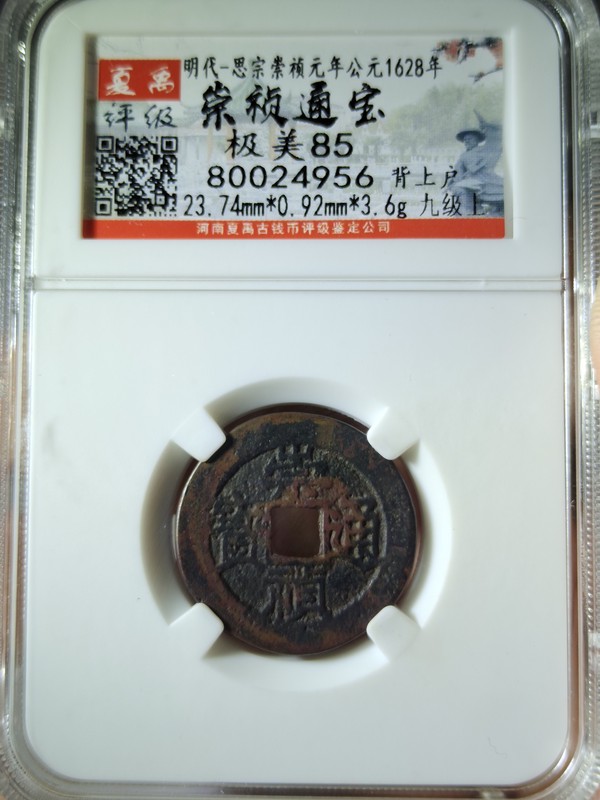 夏禹
评级
明代-思宗崇祯元年公元1628年
崇祯通宝
极美85
80024956 背上户
23.74mm*0.92mm*3.6g 九级上
河南夏禹古钱币评级鉴定公司
崇禎通寶